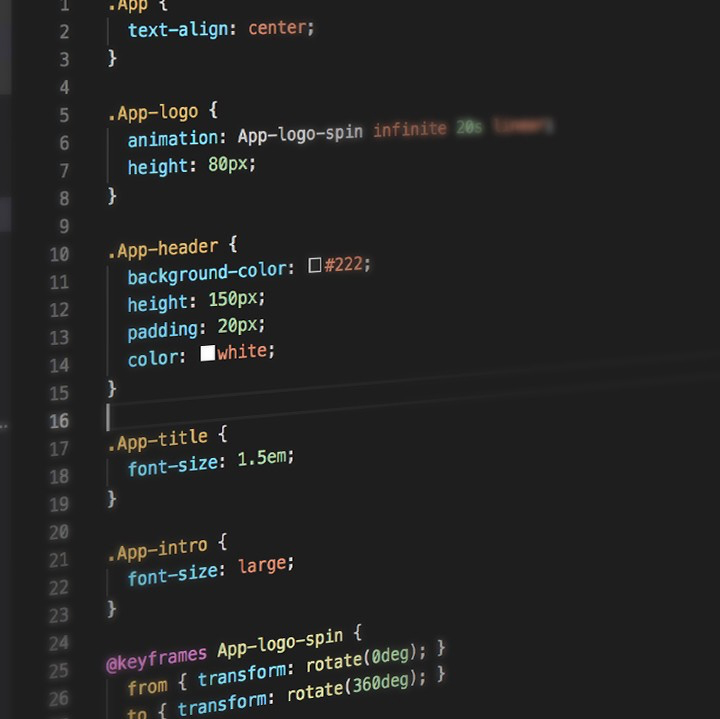 1 .App {
2 text-align: center;
3 }
4
5 .App-logo {
6 animation: App-logo-spin infinite 20s linear;
7 height: 80px;
8 }
9
10 .App-header {
11 background-color: #222;
12 height: 150px;
13 padding: 20px;
14 color: white;
15 }
16
17 .App-title {
18 font-size: 1.5em;
19 }
20
21 .App-intro {
22 font-size: large;
23 }
24
25 @keyframes App-logo-spin {
26 from { transform: rotate(0deg); }
to { transform: rotate(360deg); }